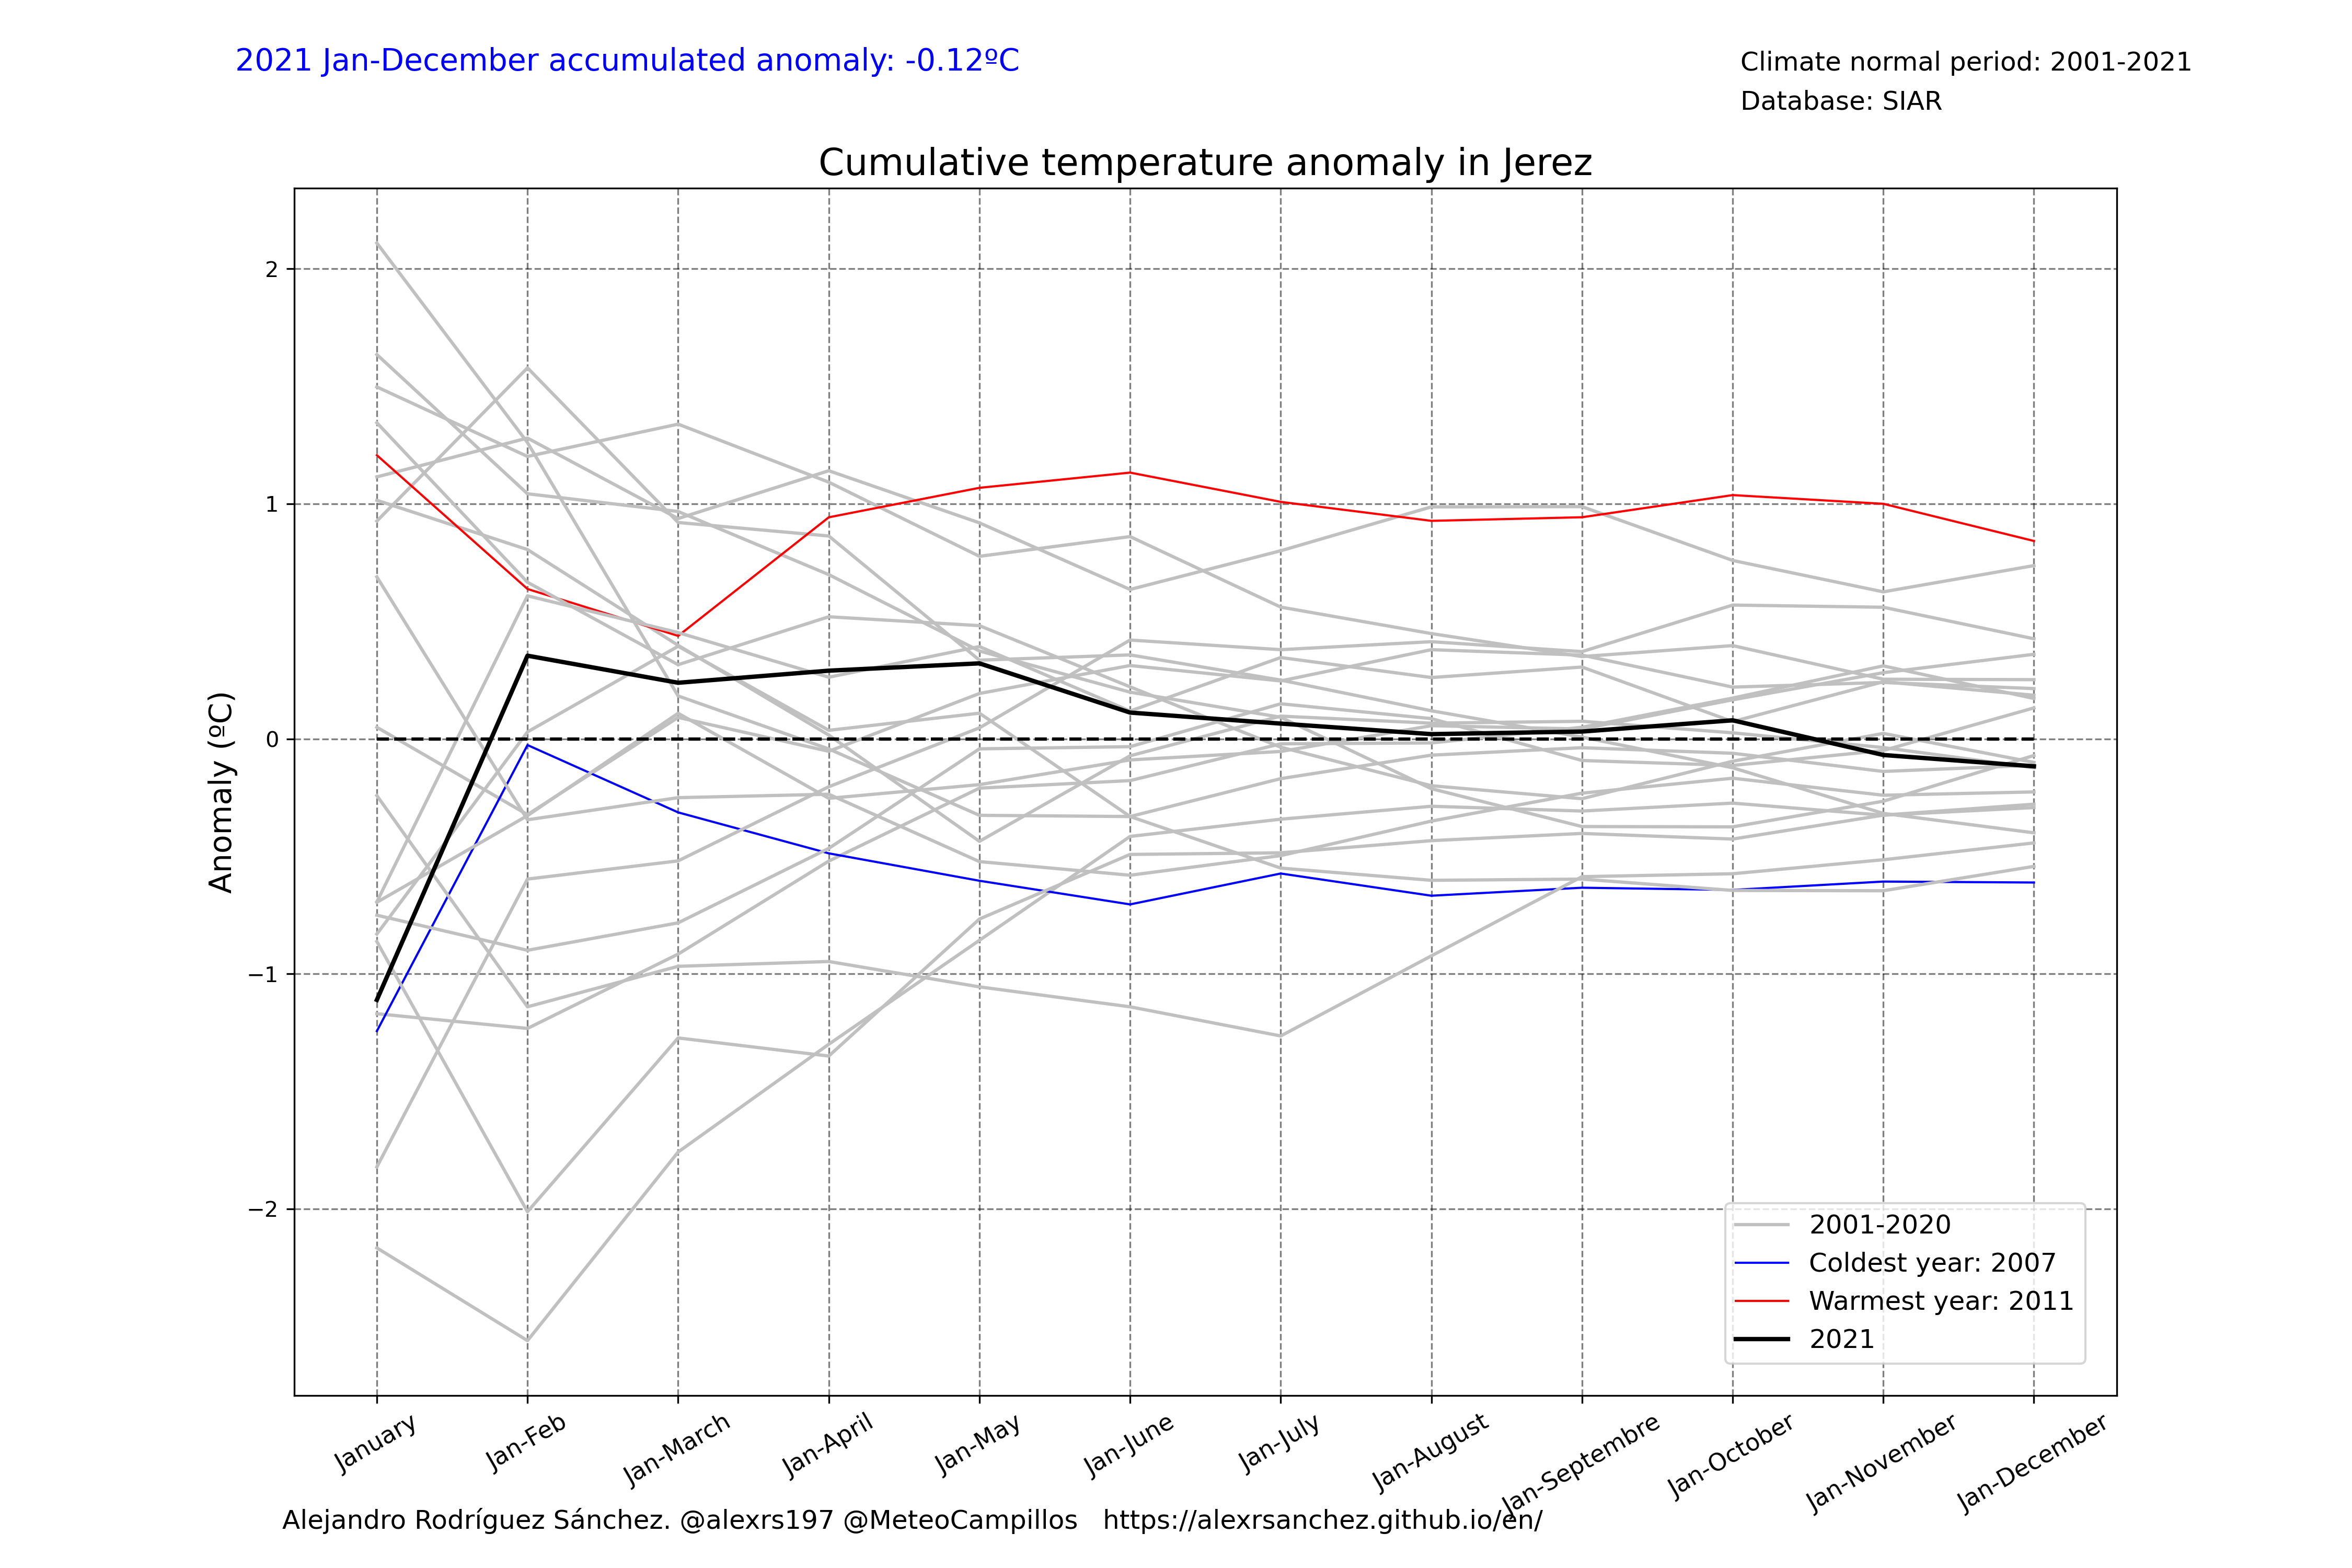 2021 Jan-December accumulated anomaly: -0.12ºC
Climate normal period: 2001-2021
Database: SIAR
Cumulative temperature anomaly in Jerez
Anomaly (ºC)
2
1
0
−1
−2
2001-2020
Coldest year: 2007
Warmest year: 2011
2021
January
Jan-Feb
Jan-March
Jan-April
Jan-May
Jan-June
Jan-July
Jan-August
Jan-Septembre
Jan-October
Jan-November
Jan-December
Alejandro Rodríguez Sánchez. @alexrs197 @MeteoCampillos https://alexrsanchez.github.io/en/